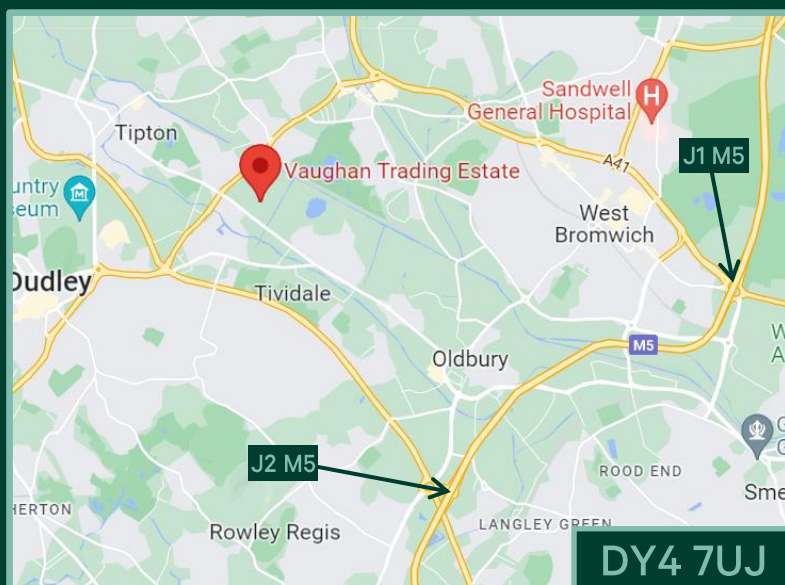 Sandwell
General Hospital
H
Tipton
J1 M5
A41
Vaughan Trading Estate
untry
seum
M
West
Bromwich
Dudley
Tividale
M5
W
A
Oldbury
G
G
J2 M5
ROOD END
Sme
HERTON
LANGLEY GREEN
Rowley Regis
DY4 7UJ